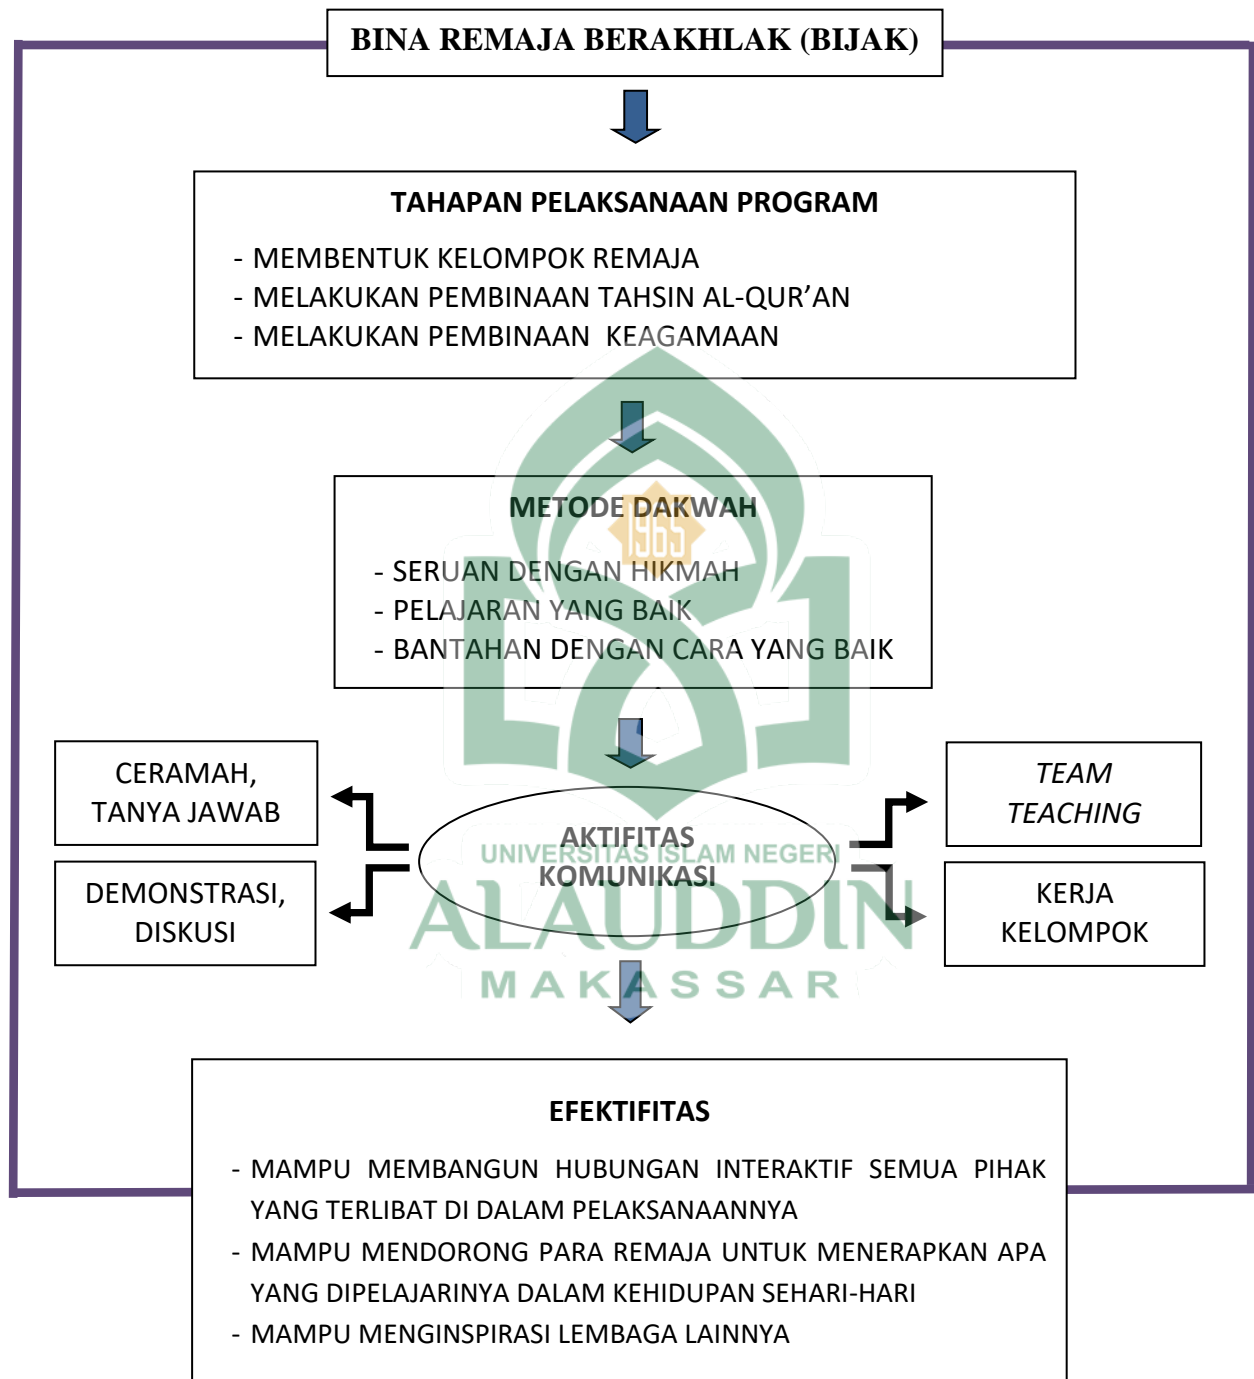 BINA REMAJA BERAKHLAK (BIJAK)
TAHAPAN PELAKSANAAN PROGRAM
- MEMBENTUK KELOMPOK REMAJA
- MELAKUKAN PEMBINAAN TAHSIN AL-QUR’AN
- MELAKUKAN PEMBINAAN KEAGAMAAN
METODE DAKWAH
1965
- SERUAN DENGAN HIKMAH
- PELAJARAN YANG BAIK
- BANTAHAN DENGAN CARA YANG BAIK
CERAMAH,
TANYA JAWAB
DEMONSTRASI,
DISKUSI
AKTIFITAS
KOMUNIKASI
TEAM
TEACHING
KERJA
KELOMPOK
UNIVERSITAS ISLAM NEGERI
ALAUDDIN
MAKASSAR
EFEKTIFITAS
- MAMPU MEMBANGUN HUBUNGAN INTERAKTIF SEMUA PIHAK
YANG TERLIBAT DI DALAM PELAKSANAANNYA
- MAMPU MENDORONG PARA REMAJA UNTUK MENERAPKAN APA
YANG DIPELAJARINYA DALAM KEHIDUPAN SEHARI-HARI
- MAMPU MENGINSPIRASI LEMBAGA LAINNYA